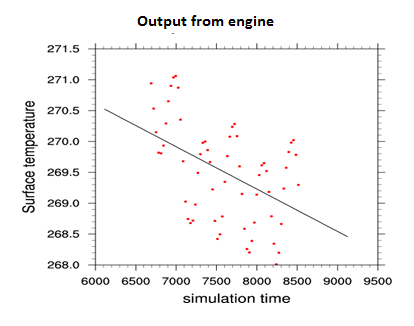 Output from engine
271.5
271.0
270.5
270.0
269.5
269.0
268.5
268.0
Surface temperature
6000 6500 7000 7500 8000 8500 9000 9500
simulation time